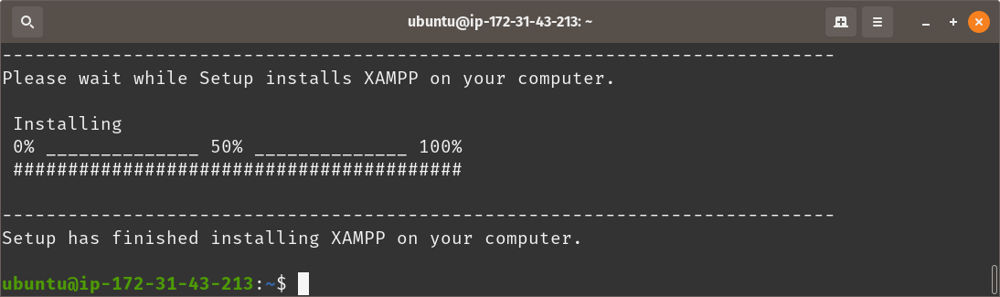 ubuntu@ip-172-31-43-213: ~
----------------------------------------------------------------------------
Please wait while Setup installs XAMPP on your computer.
Installing
0% ______________ 50% ______________ 100%
#########################################
----------------------------------------------------------------------------
Setup has finished installing XAMPP on your computer.
ubuntu@ip-172-31-43-213:~$